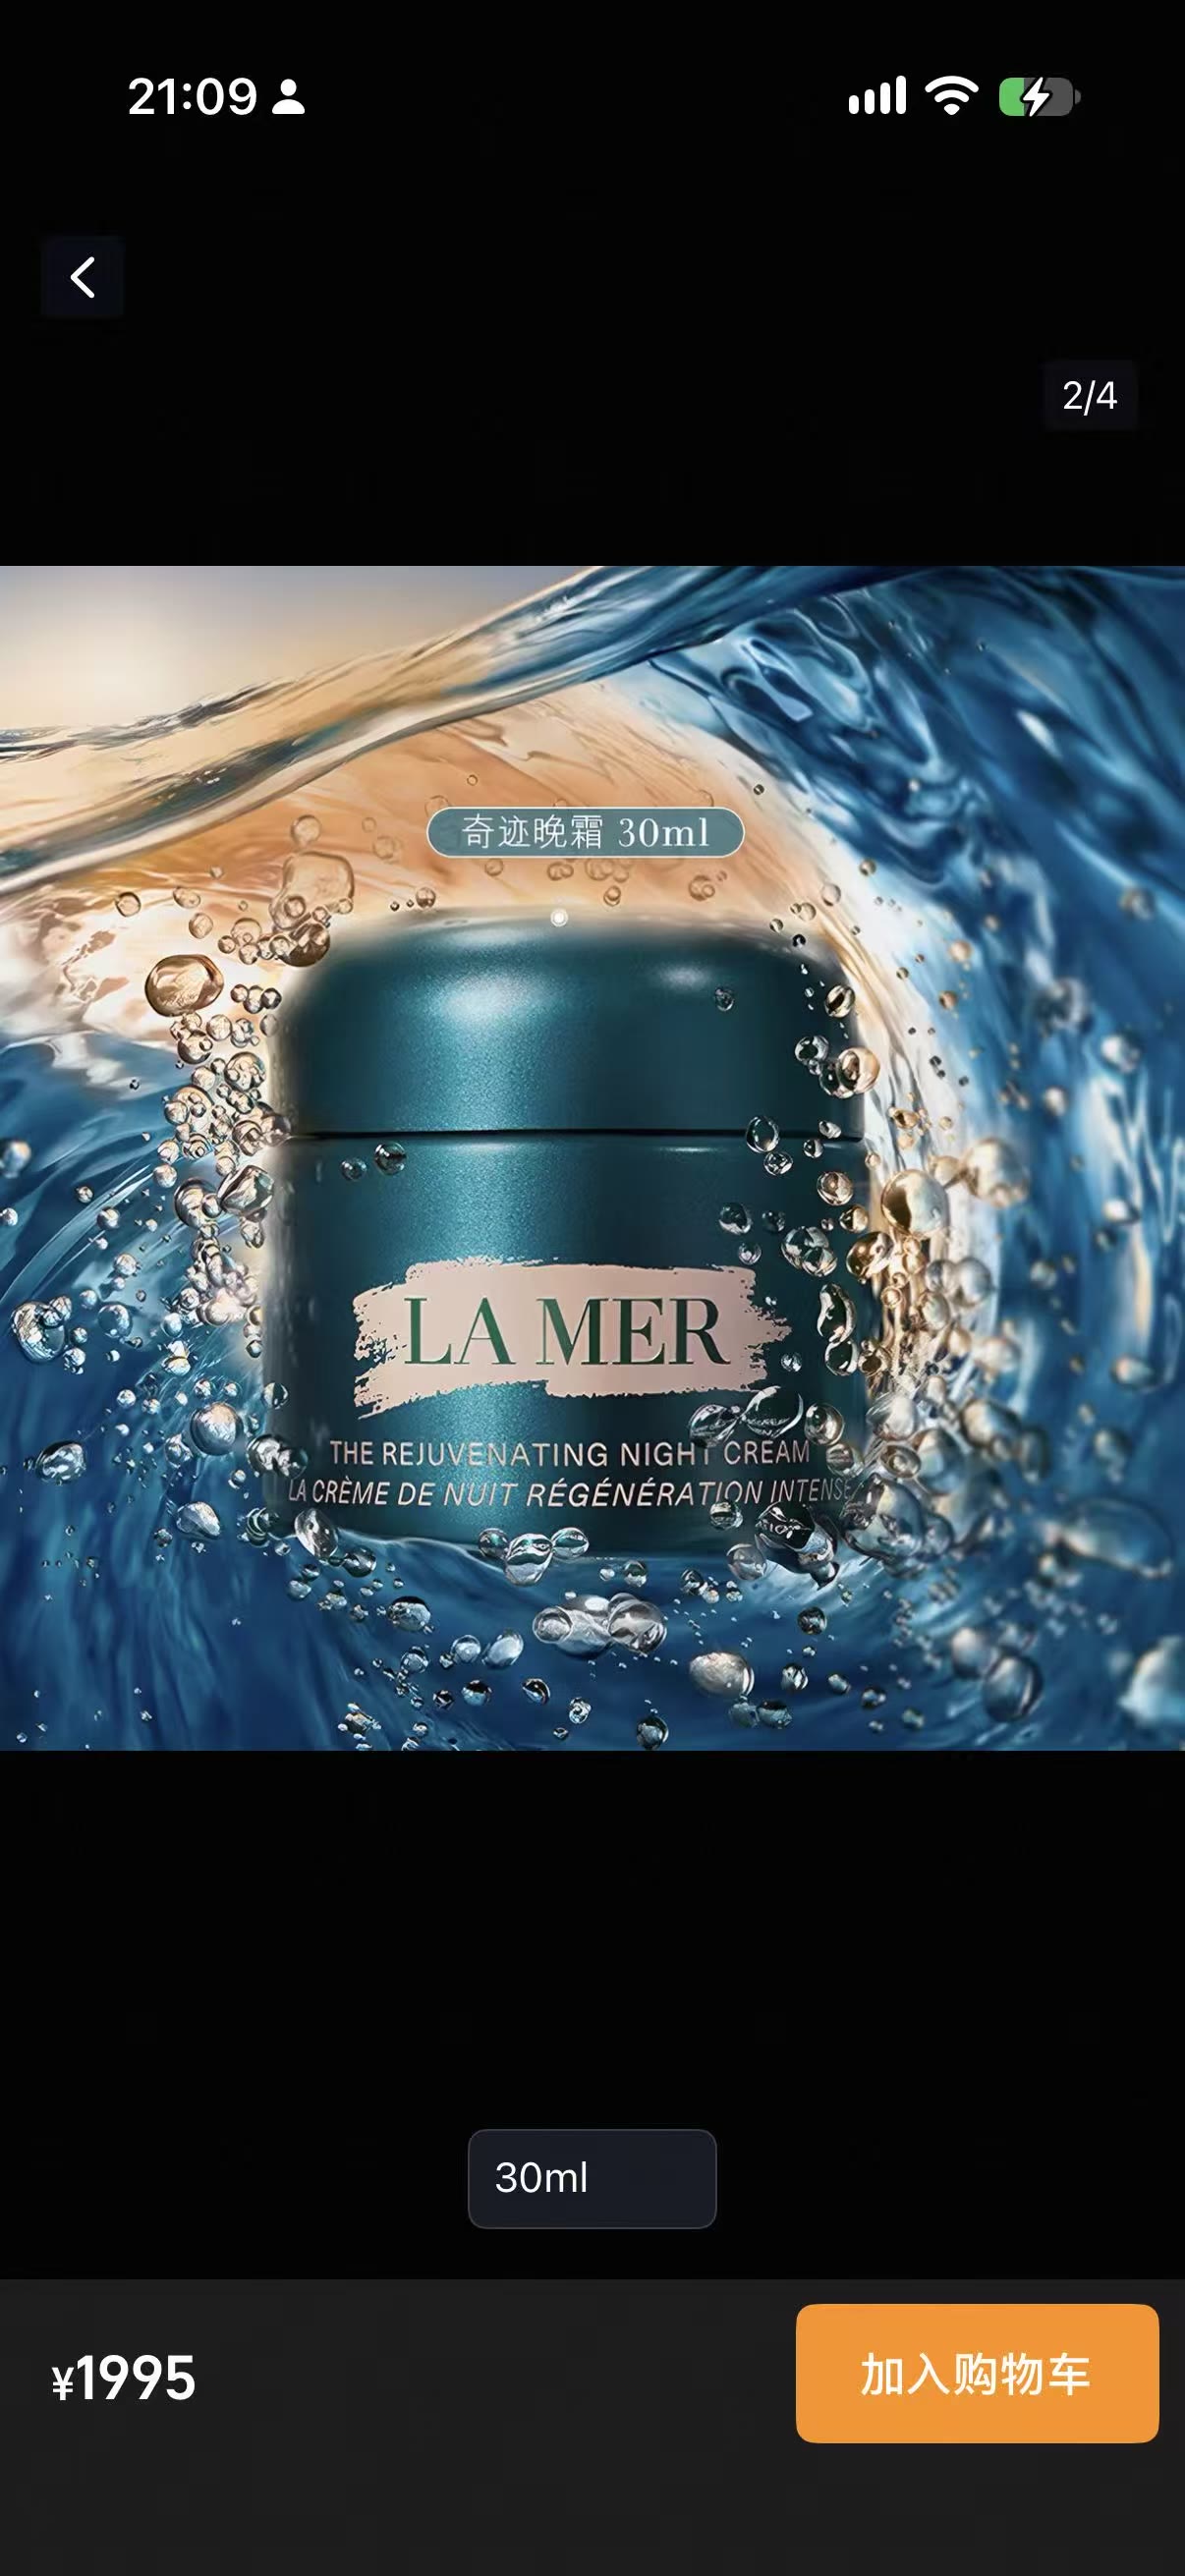 21:09
2/4
奇迹晚霜 30ml
LA MER
THE REJUVENATING NIGHT CREAM
LA CRÈME DE NUIT RÉGÉNÉRATION INTENSE
30ml
¥1995
加入购物车